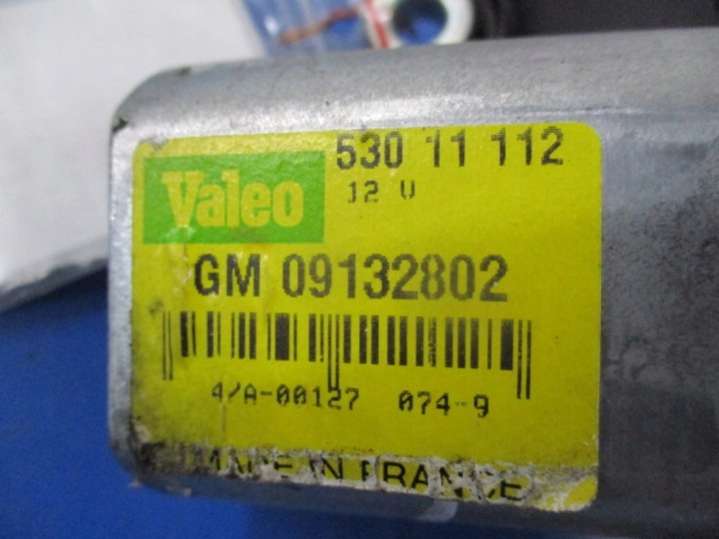 Valeo 530 11 112
12 V
GM 09132802
4/A-00127 074-9
MADE IN FRANCE